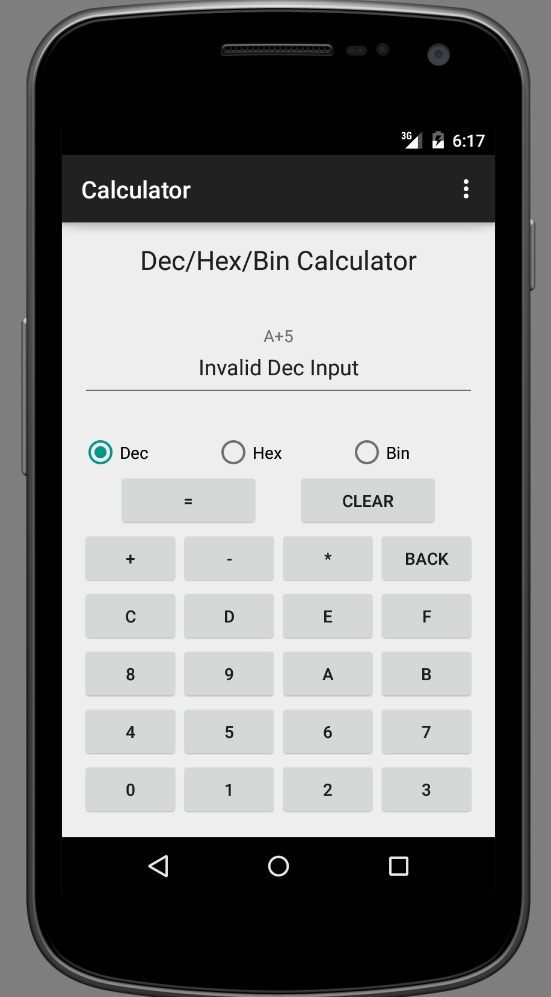 3G 6:17
Calculator
Dec/Hex/Bin Calculator
A+5
Invalid Dec Input
Dec Hex Bin
= CLEAR
+ - * BACK
C D E F
8 9 A B
4 5 6 7
0 1 2 3